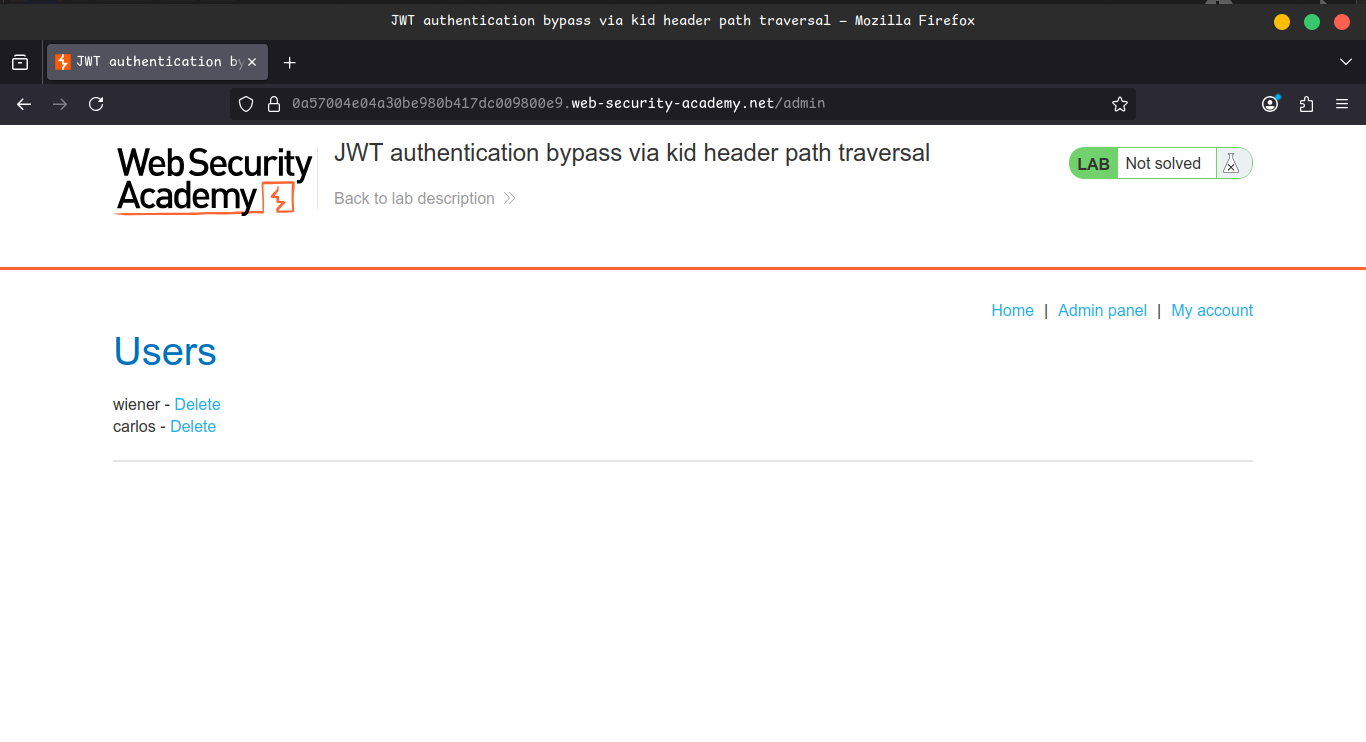 JWT authentication bypass via kid header path traversal — Mozilla Firefox
JWT authentication by
0a57004e04a30be980b417dc009800e9.web-security-academy.net/admin
Web Security
Academy
JWT authentication bypass via kid header path traversal
Back to lab description
LAB Not solved
Home | Admin panel | My account
Users
wiener - Delete
carlos - Delete